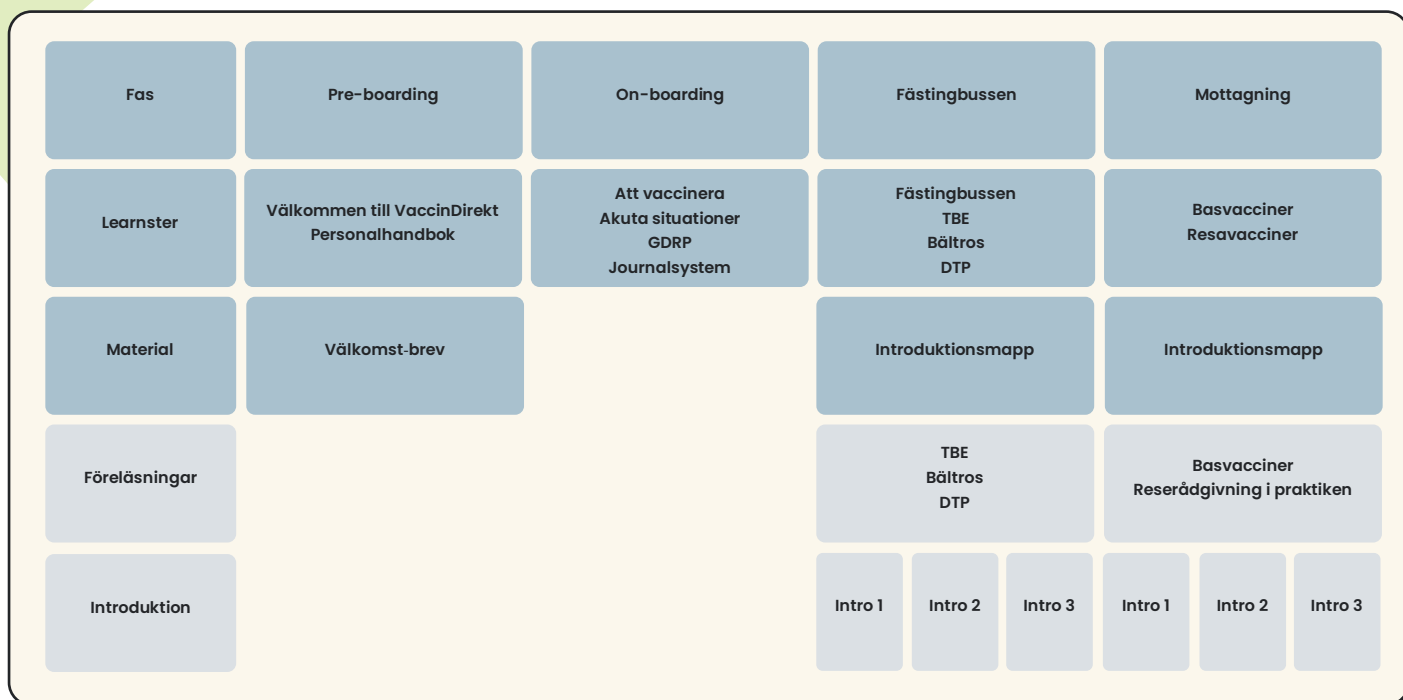 Fas
Pre-boarding
On-boarding
Fästingbussen
Mottagning
Learnster
Välkommen till VaccinDirekt
Personalhandbok
Att vaccinera
Akuta situationer
GDRP
Journalsystem
Fästingbussen
TBE
Bältros
DTP
Basvacciner
Resavacciner
Material
Välkomst-brev
Introduktionsmapp
Introduktionsmapp
Föreläsningar
TBE
Bältros
DTP
Basvacciner
Reserådgivning i praktiken
Introduktion
Intro 1
Intro 2
Intro 3
Intro 1
Intro 2
Intro 3